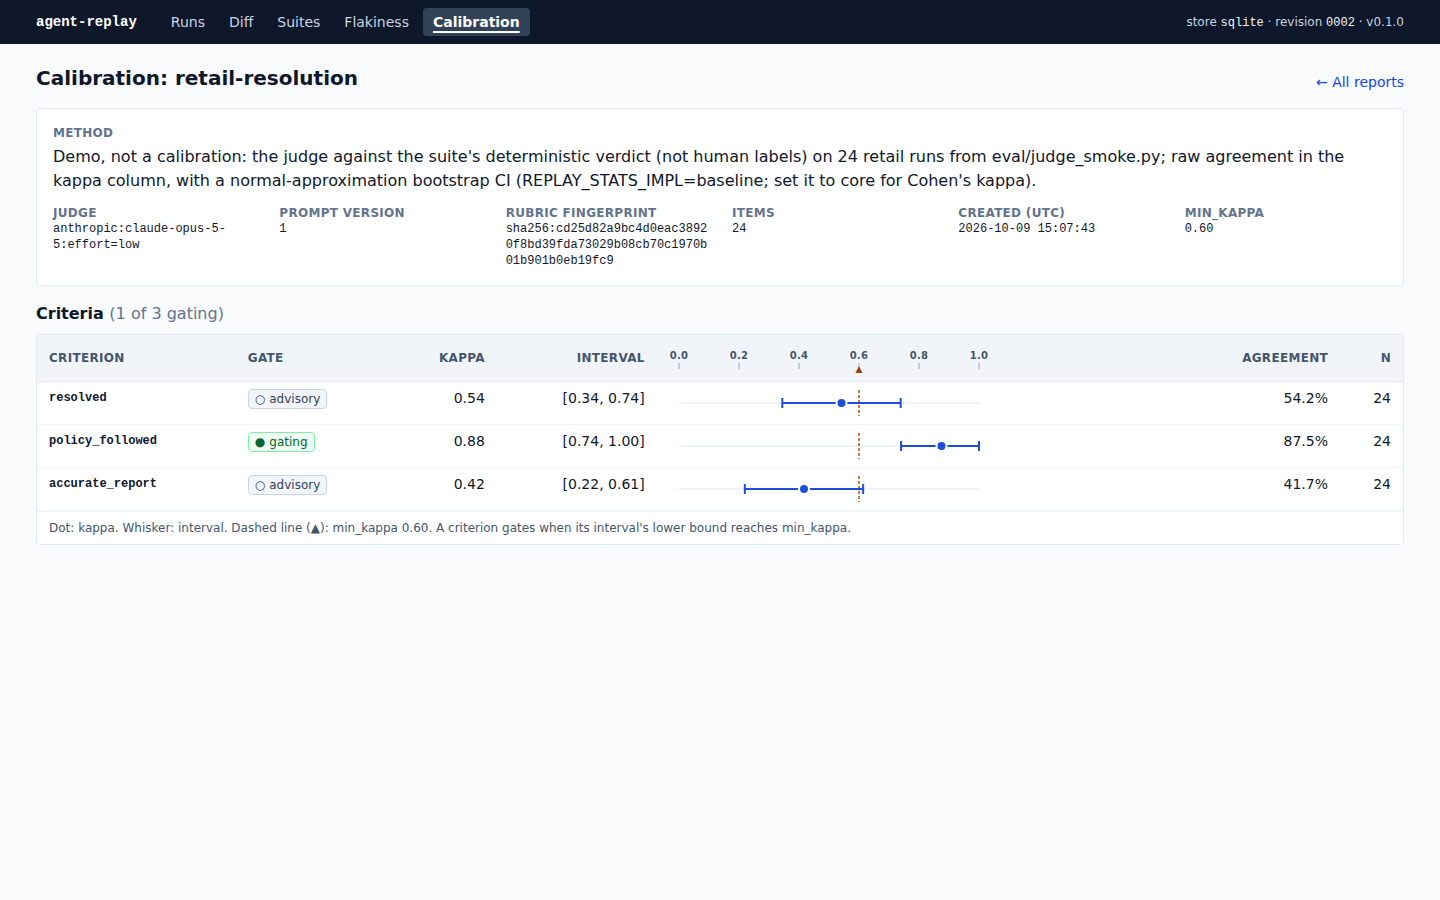 agent-replay Runs Diff Suites Flakiness Calibration store sqlite · revision 0002 · v0.1.0
Calibration: retail-resolution
← All reports
METHOD
Demo, not a calibration: the judge against the suite's deterministic verdict (not human labels) on 24 retail runs from eval/judge_smoke.py; raw agreement in the
kappa column, with a normal-approximation bootstrap CI (REPLAY_STATS_IMPL=baseline; set it to core for Cohen's kappa).
JUDGE
anthropic:claude-opus-5-
5:effort=low
PROMPT VERSION
1
RUBRIC FINGERPRINT
sha256:cd25d82a9bc4d0eac3892
0f8bd39fda73029b08cb70c1970b
01b901b0eb19fc9
ITEMS
24
CREATED (UTC)
2026-10-09 15:07:43
MIN_KAPPA
0.60
Criteria (1 of 3 gating)
CRITERION GATE KAPPA INTERVAL 0.0 0.2 0.4 0.6 0.8 1.0 AGREEMENT N
▲
resolved ○ advisory 0.54 [0.34, 0.74] 54.2% 24
policy_followed ● gating 0.88 [0.74, 1.00] 87.5% 24
accurate_report ○ advisory 0.42 [0.22, 0.61] 41.7% 24
Dot: kappa. Whisker: interval. Dashed line (▲): min_kappa 0.60. A criterion gates when its interval's lower bound reaches min_kappa.